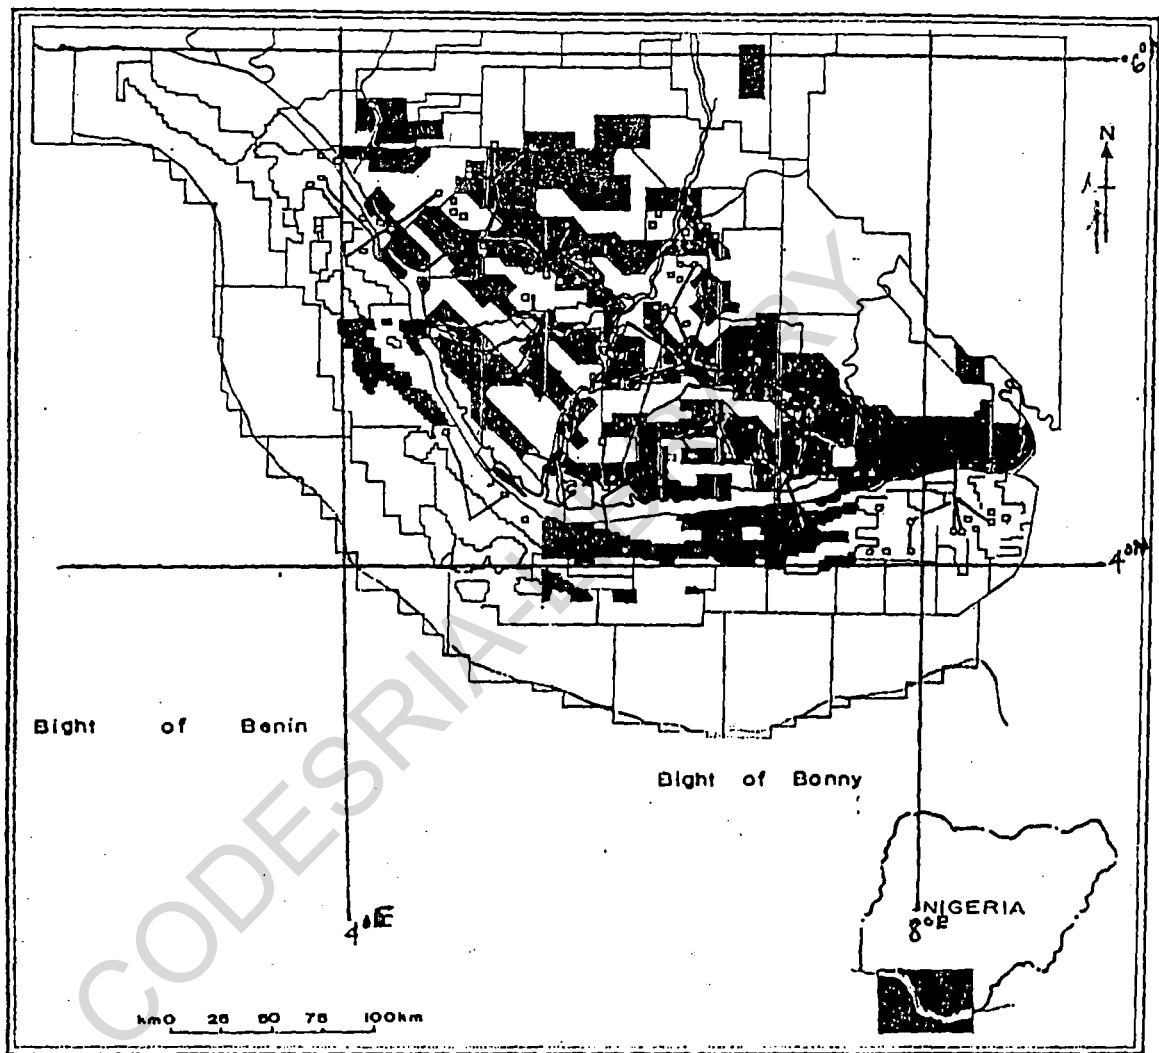 6°N
N
4°N
Bight of Benin
Bight of Bonny
NIGERIA
4°E
8°E
km0 25 50 75 100km
CODESRIA-LIBRARY